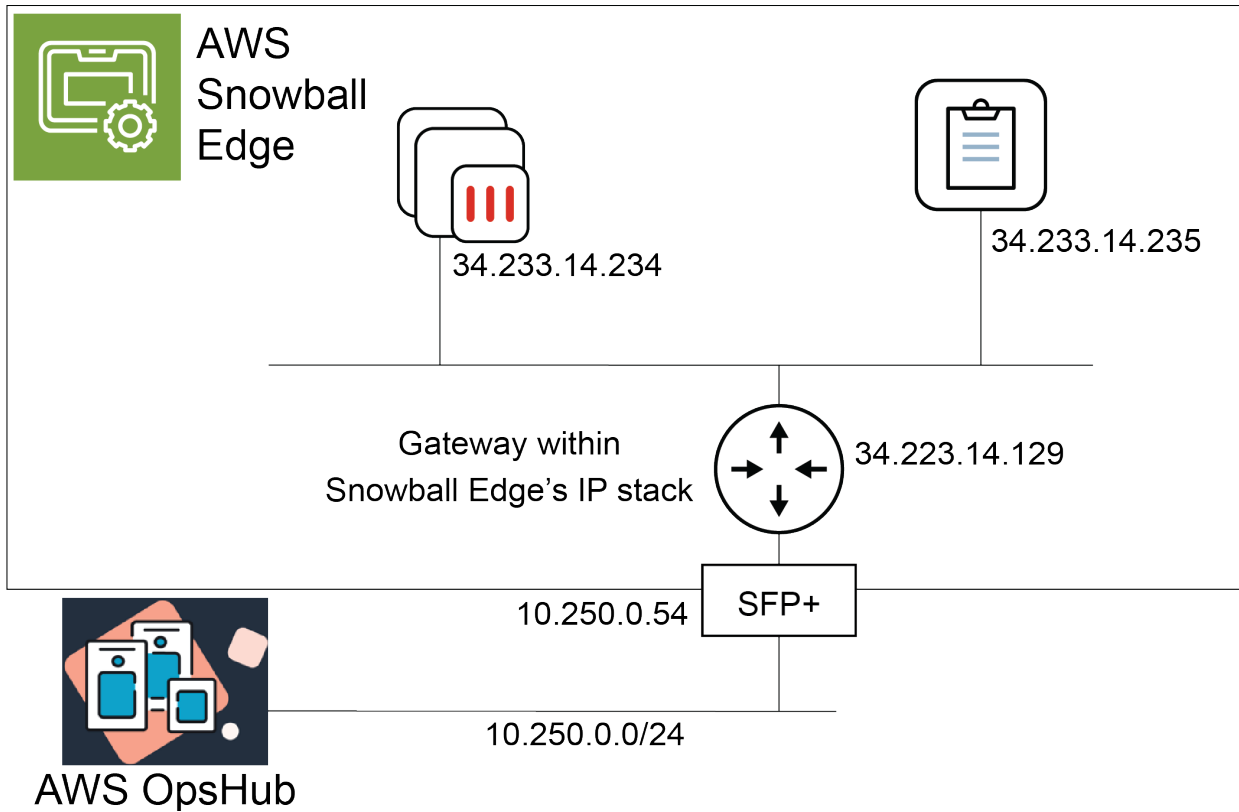 AWS
Snowball
Edge
34.233.14.234
34.233.14.235
Gateway within
Snowball Edge’s IP stack
34.223.14.129
SFP+
10.250.0.54
10.250.0.0/24
AWS OpsHub